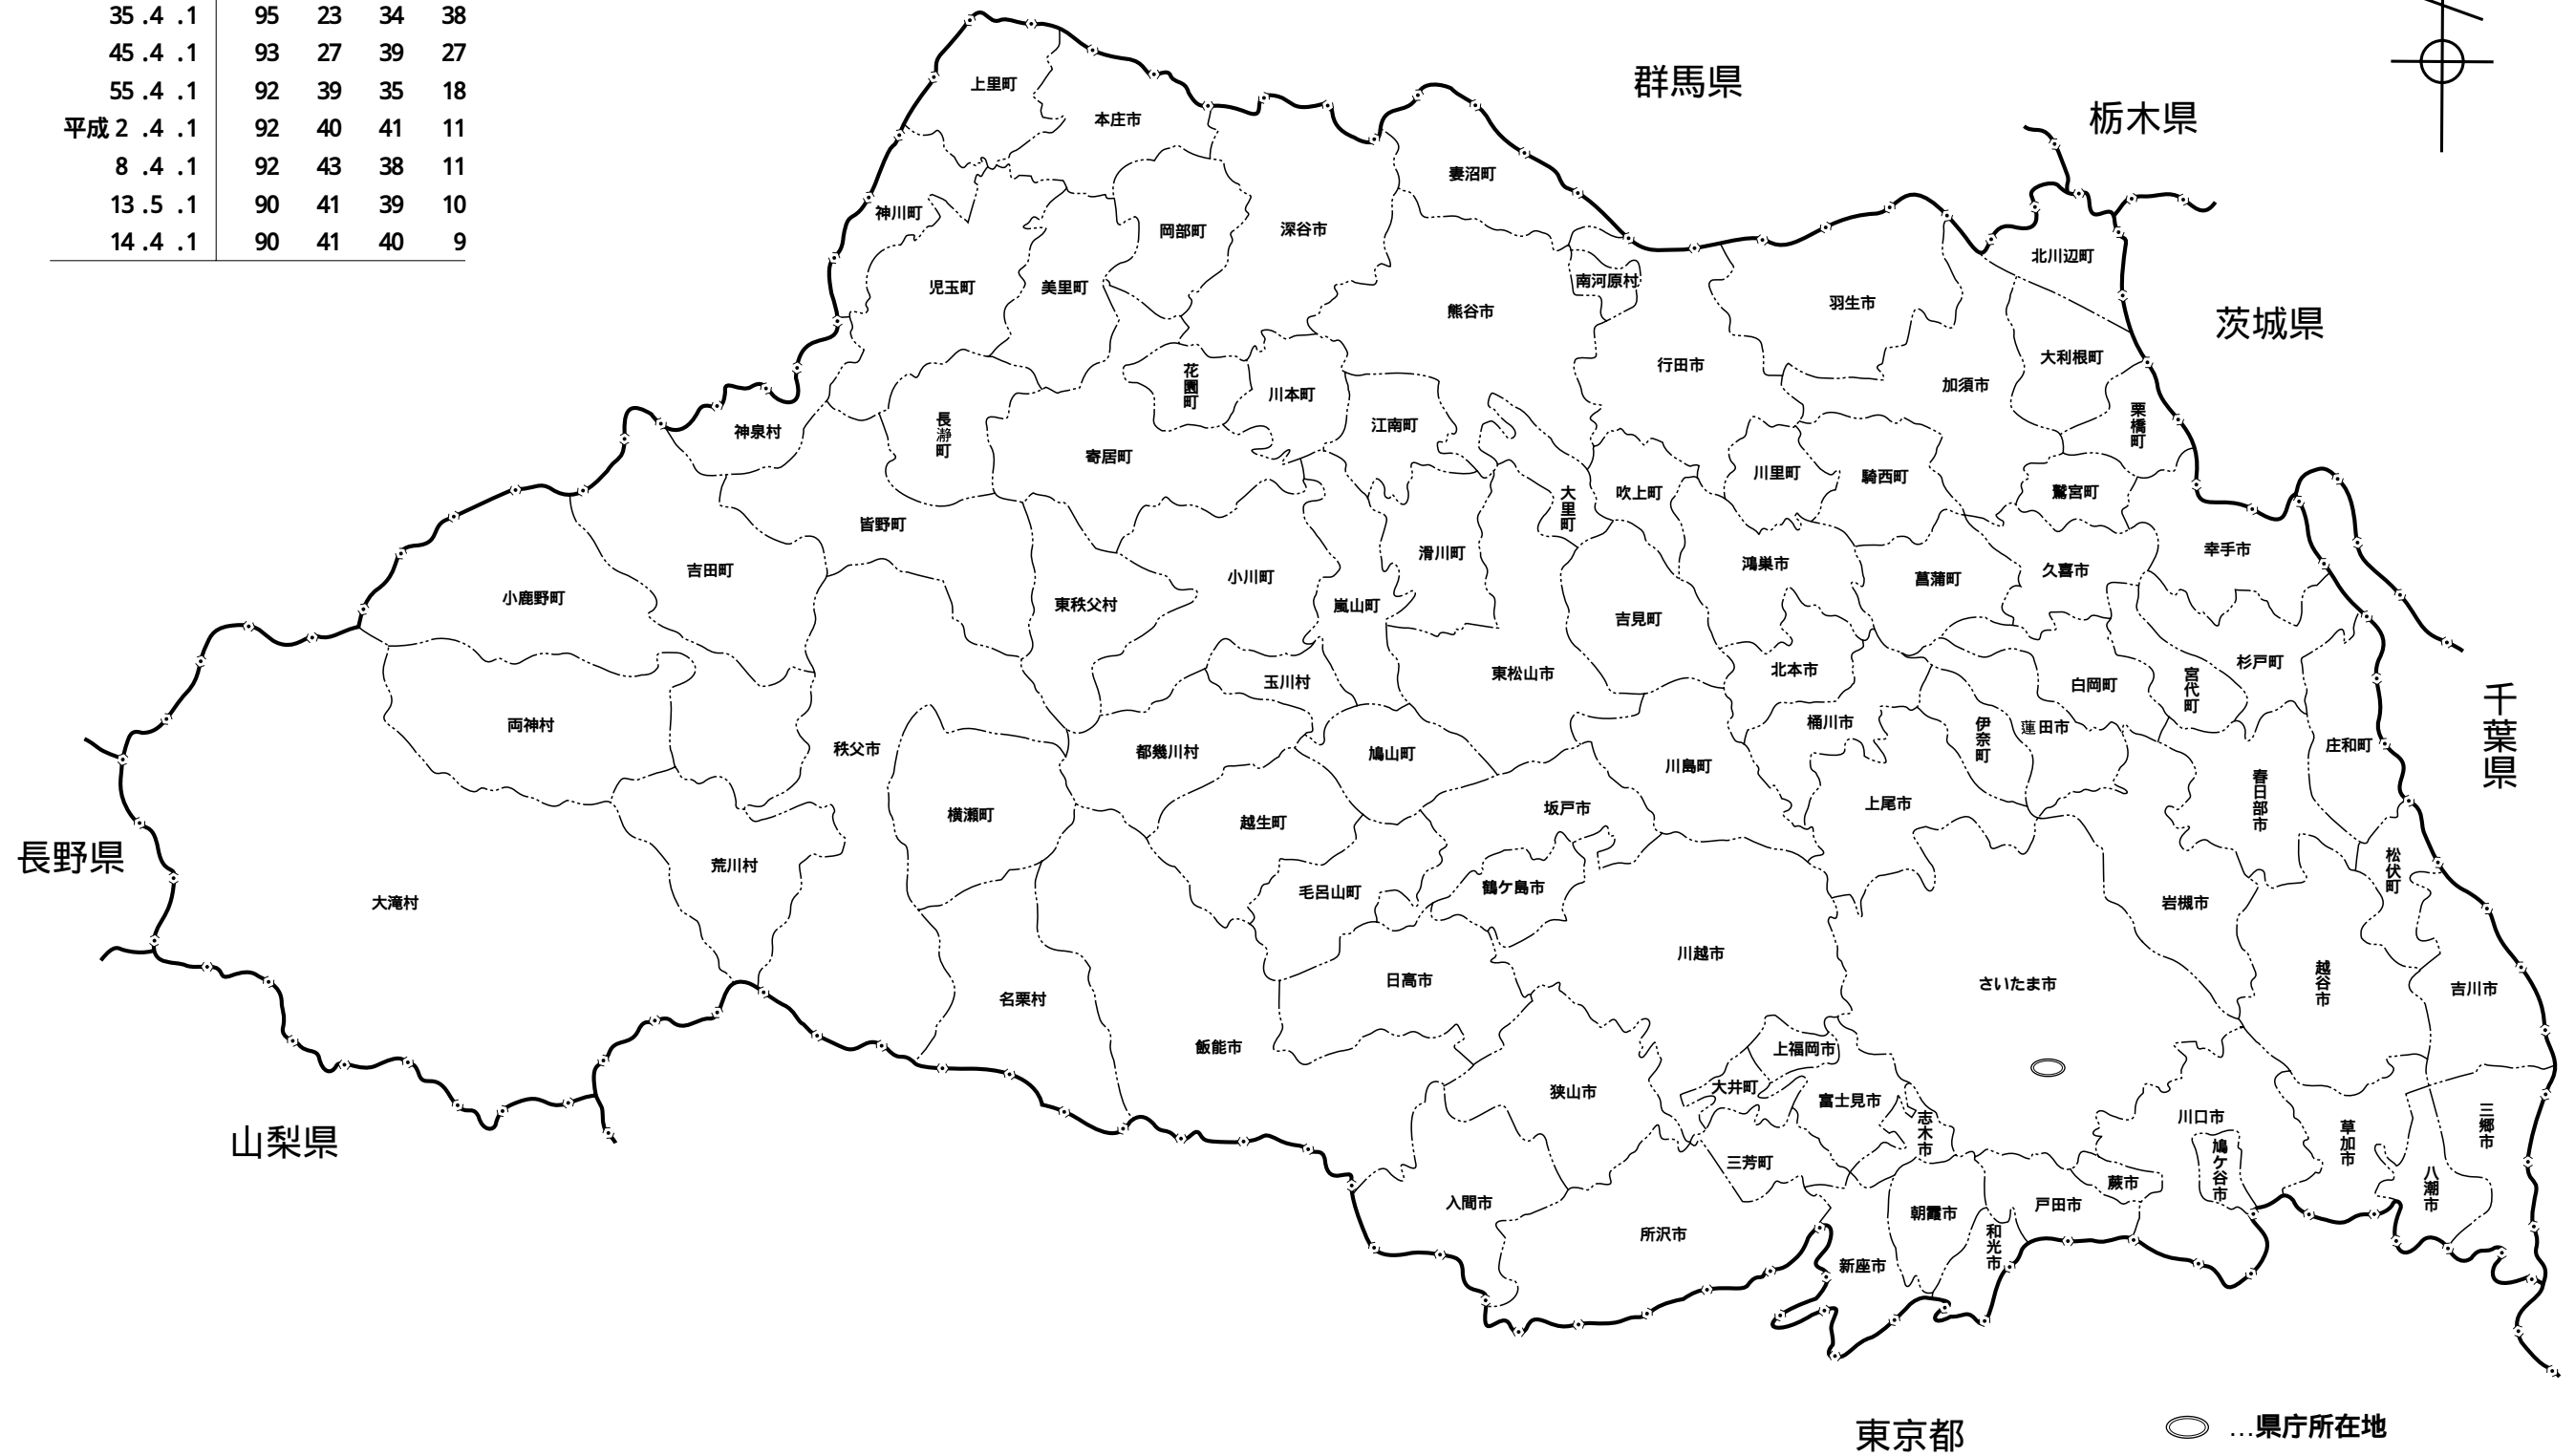 35 .4 .1 95 23 34 38
45 .4 .1 93 27 39 27
55 .4 .1 92 39 35 18
平成 2 .4 .1 92 40 41 11
8 .4 .1 92 43 38 11
13 .5 .1 90 41 39 10
14 .4 .1 90 41 40 9
群馬県
栃木県
茨城県
千葉県
長野県
山梨県
東京都
上里町
本庄市
神川町
岡部町
深谷市
妻沼町
児玉町
美里町
熊谷市
南河原村
羽生市
北川辺町
行田市
大利根町
加須市
神泉村
長瀞町
寄居町
花園町
川本町
江南町
栗橋町
川里町
騎西町
鷲宮町
吹上町
大里町
皆野町
吉田町
小鹿野町
東秩父村
小川町
嵐山町
滑川町
吉見町
鴻巣市
菖蒲町
久喜市
幸手市
両神村
秩父市
玉川村
東松山市
北本市
白岡町
宮代町
杉戸町
桶川市
伊奈町
蓮田市
庄和町
横瀬町
都幾川村
鳩山町
川島町
坂戸市
上尾市
春日部市
越生町
荒川村
大滝村
毛呂山町
鶴ケ島市
岩槻市
松伏町
名栗村
日高市
川越市
さいたま市
越谷市
吉川市
飯能市
狭山市
上福岡市
大井町
富士見市
志木市
川口市
鳩ケ谷市
草加市
八潮市
三郷市
入間市
所沢市
三芳町
新座市
朝霞市
和光市
戸田市
蕨市
…県庁所在地